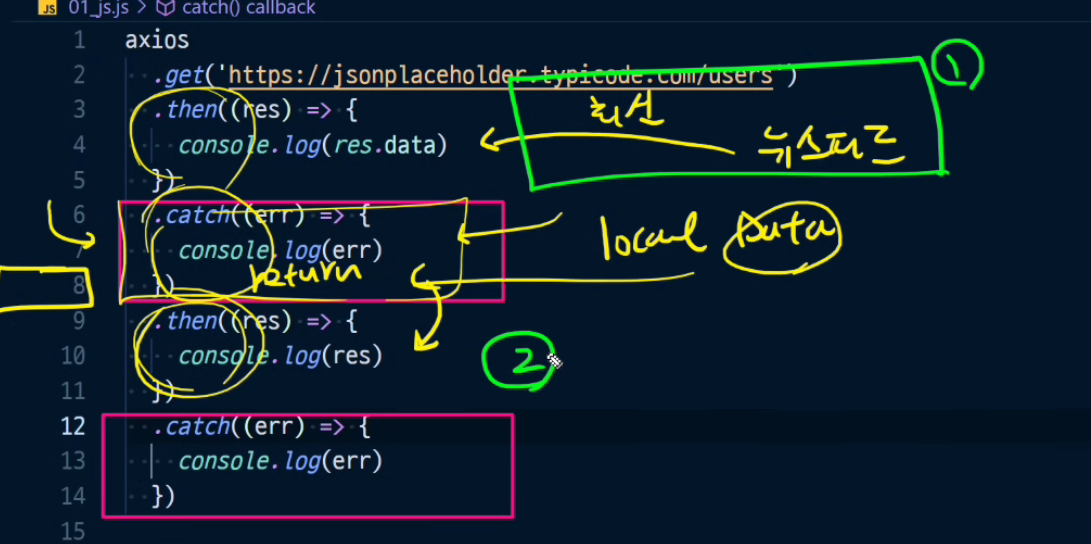 JS 01_js.js > catch() callback
1 axios
2 .get('https://jsonplaceholder.typicode.com/users')
①
3 .then((res) => {
최신
4 console.log(res.data)
뉴스피드
5 })
6 .catch((err) => {
local Data
7 console.log(err)
return
8 })
9 .then((res) => {
10 console.log(res)
②
11 })
12 .catch((err) => {
13 console.log(err)
14 })
15